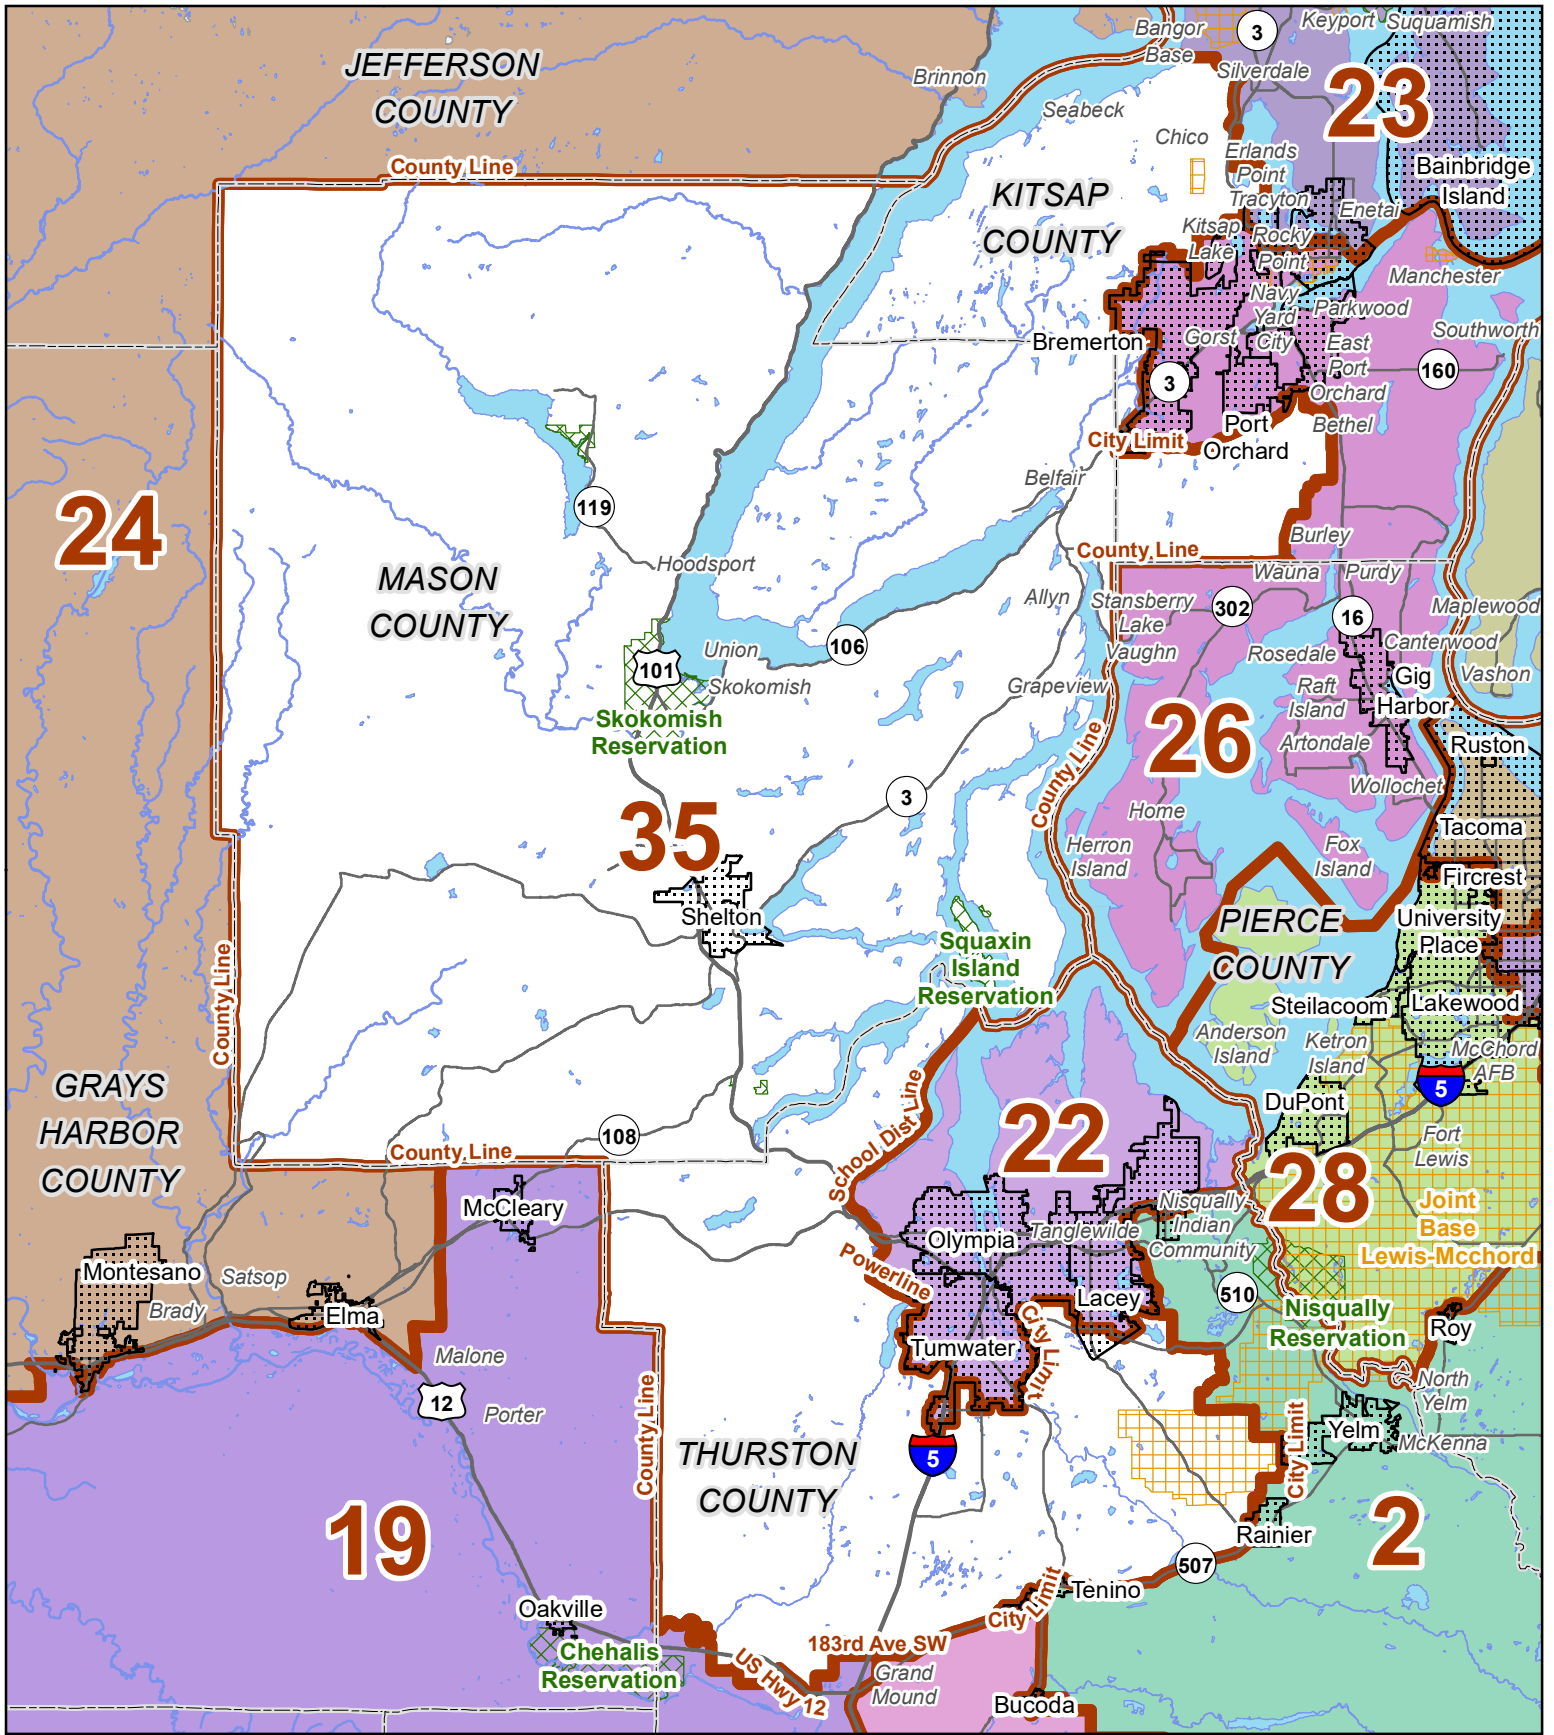 JEFFERSON
COUNTY
County Line
Brinnon
Bangor
Base
3
Keyport
Suquamish
Silverdale
23
Seabeck
Chico
Erlands
Point
Bainbridge
Island
KITSAP
COUNTY
Tracyton
Enetai
Kitsap
Lake
Rocky
Point
Manchester
Navy
Yard
City
Parkwood
Southworth
Bremerton
Gorst
East
Port
Orchard
160
3
Port
Orchard
Bethel
City Limit
Belfair
24
119
Hoodsport
MASON
COUNTY
County Line
Burley
Wauna
Purdy
Allyn
Stansberry
Lake
302
16
Maplewood
Vaughn
Canterwood
Rosedale
Union
106
101
Skokomish
Grapeview
Raft
Island
Gig
Harbor
Vashon
Skokomish
Reservation
26
Artondale
Ruston
County Line
Wollochet
3
Home
Tacoma
35
Herron
Island
Fox
Island
Fircrest
Shelton
PIERCE
COUNTY
University
Place
Squaxin
Island
Reservation
Steilacoom
Lakewood
County Line
Anderson
Island
Ketron
Island
McChord
AFB
5
GRAYS
HARBOR
COUNTY
School Dist Line
DuPont
22
108
County Line
Fort
Lewis
28
McCleary
Nisqually
Indian
Community
Joint
Base
Lewis-Mcchord
Olympia
Tanglewilde
Montesano
Satsop
Brady
Elma
Powerline
510
Lacey
Nisqually
Reservation
Roy
Tumwater
City Limit
Malone
12
Porter
County Line
North
Yelm
City Limit
Yelm
McKenna
THURSTON
COUNTY
5
19
Rainier
2
507
Oakville
Tenino
City Limit
Chehalis
Reservation
183rd Ave SW
US Hwy 12
Grand
Mound
Bucoda